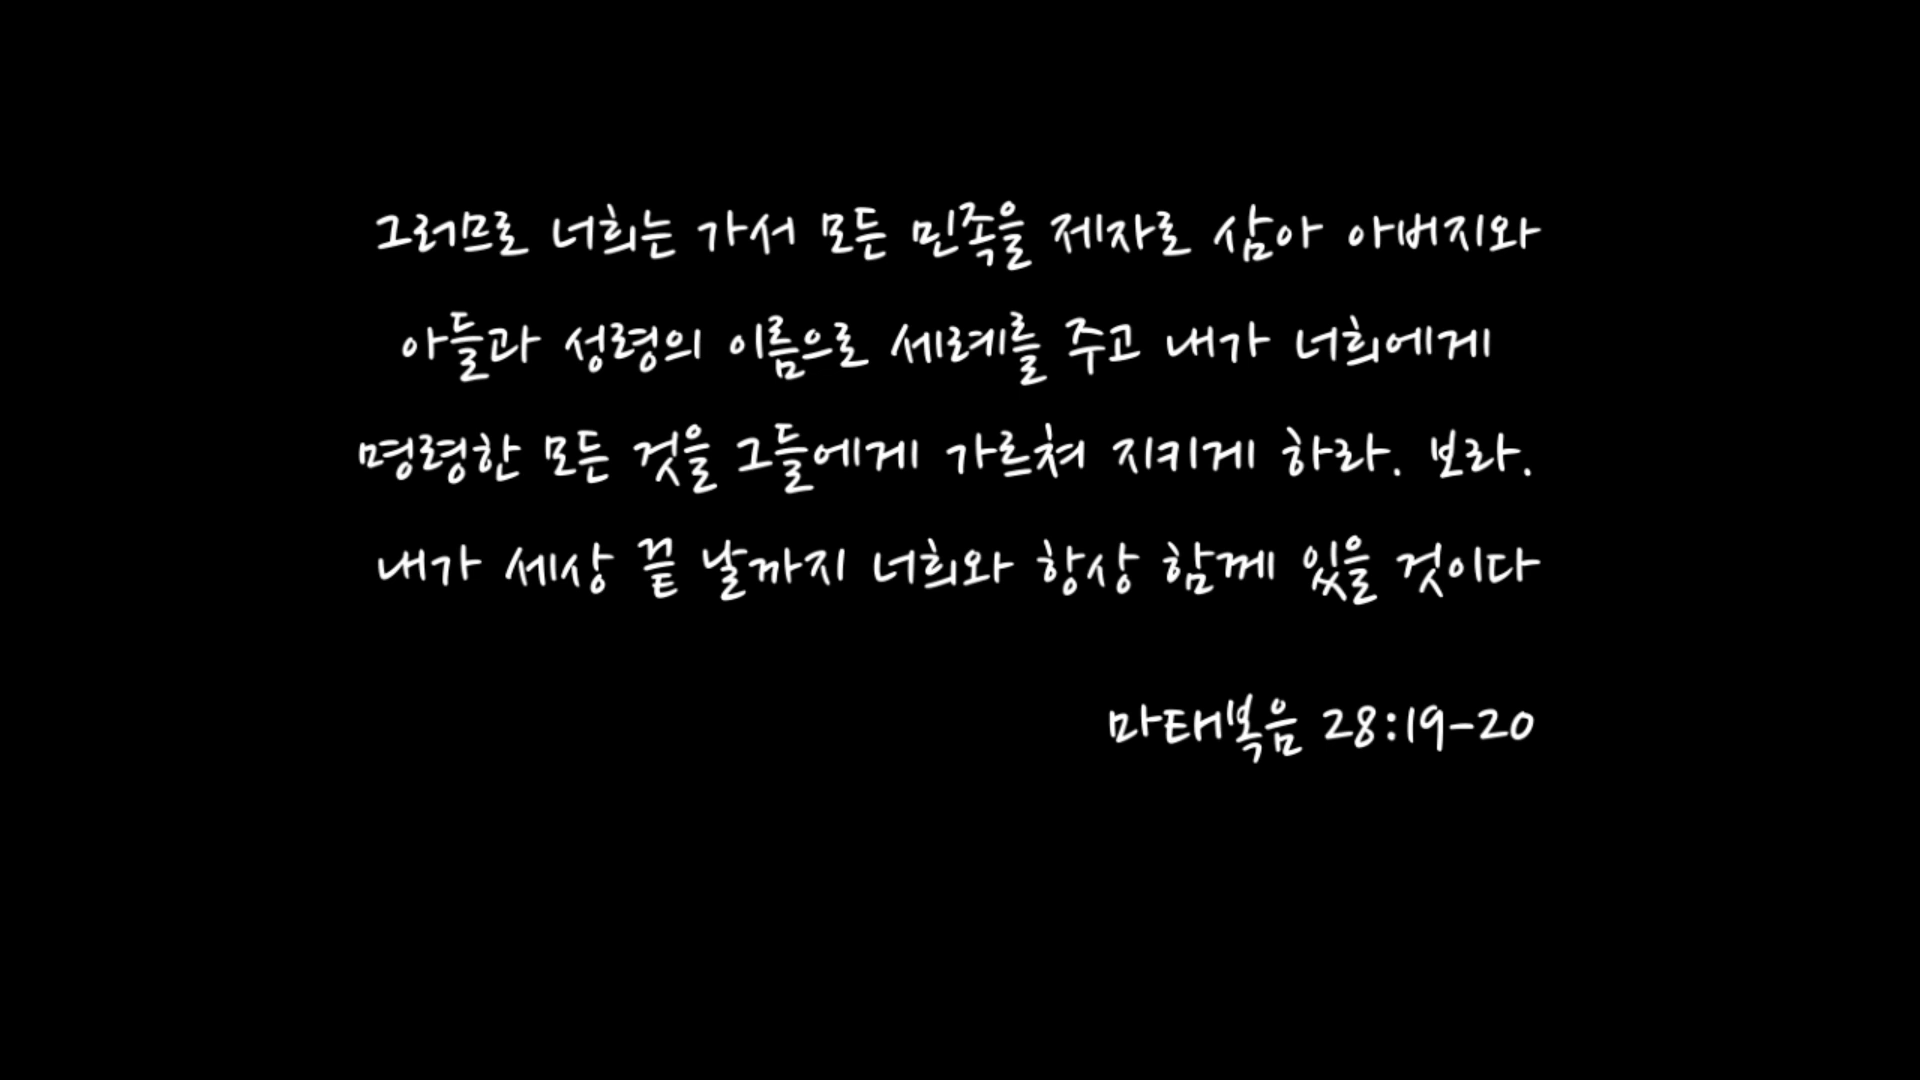 그러므로 너희는 가서 모든 민족을 제자로 삼아 아버지와
아들과 성령의 이름으로 세례를 주고 내가 너희에게
명령한 모든 것을 그들에게 가르쳐 지키게 하라. 보라.
내가 세상 끝 날까지 너희와 항상 함께 있을 것이다
마태복음 28:19-20